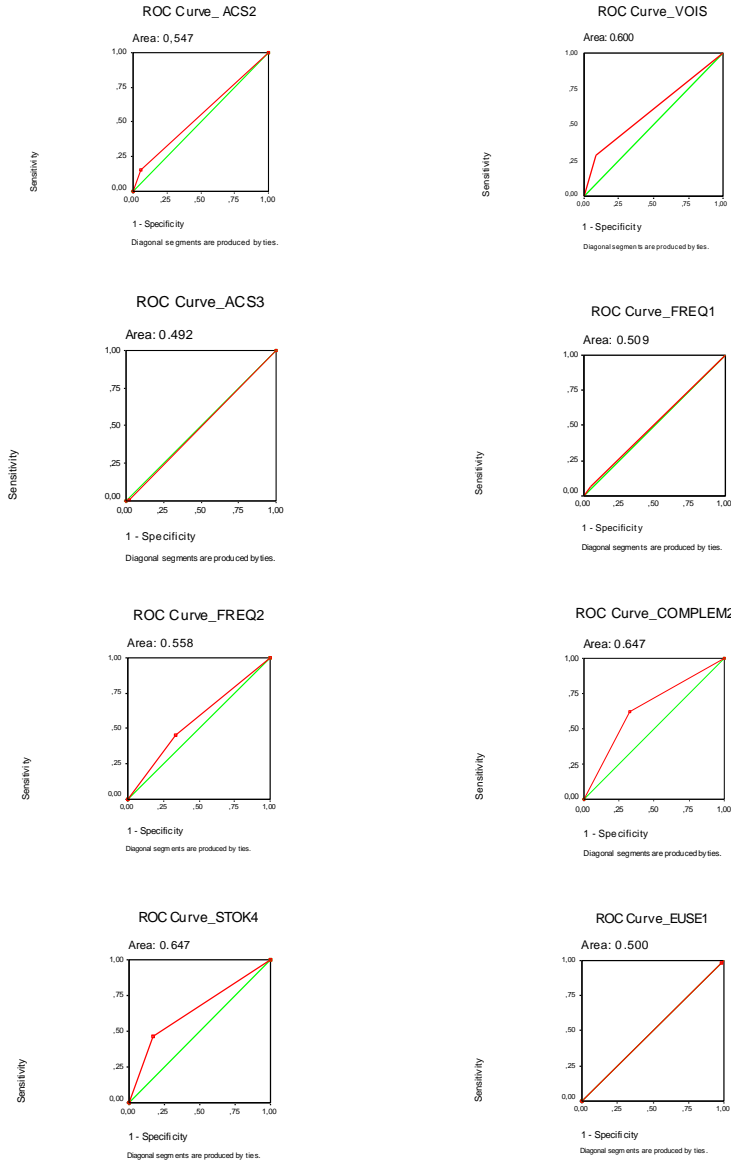 ROC Curve_ ACS2
Area: 0,547
1,00
,75
,50
,25
0,00
Sensitivity
0,00 ,25 ,50 ,75 1,00
1 - Specificity
Diagonal segments are produced by ties.
ROC Curve_VOIS
Area: 0.600
1,00
,75
,50
,25
0,00
Sensitivity
0,00 ,25 ,50 ,75 1,00
1 - Specificity
Diagonal segments are produced by ties.
ROC Curve_ACS3
Area: 0.492
1,00
,75
,50
,25
0,00
Sensitivity
0,00 ,25 ,50 ,75 1,00
1 - Specificity
Diagonal segments are produced by ties.
ROC Curve_FREQ1
Area: 0.509
1,00
,75
,50
,25
0,00
Sensitivity
0,00 ,25 ,50 ,75 1,00
1 - Specificity
Diagonal segments are produced by ties.
ROC Curve_FREQ2
Area: 0.558
1,00
,75
,50
,25
0,00
Sensitivity
0,00 ,25 ,50 ,75 1,00
1 - Specificity
Diagonal segments are produced by ties.
ROC Curve_COMPLEM2
Area: 0.647
1,00
,75
,50
,25
0,00
Sensitivity
0,00 ,25 ,50 ,75 1,00
1 - Specificity
Diagonal segments are produced by ties.
ROC Curve_STOK4
Area: 0.647
1,00
,75
,50
,25
0,00
Sensitivity
0,00 ,25 ,50 ,75 1,00
1 - Specificity
Diagonal segments are produced by ties.
ROC Curve_EUSE1
Area: 0.500
1,00
,75
,50
,25
0,00
Sensitivity
0,00 ,25 ,50 ,75 1,00
1 - Specificity
Diagonal segments are produced by ties.